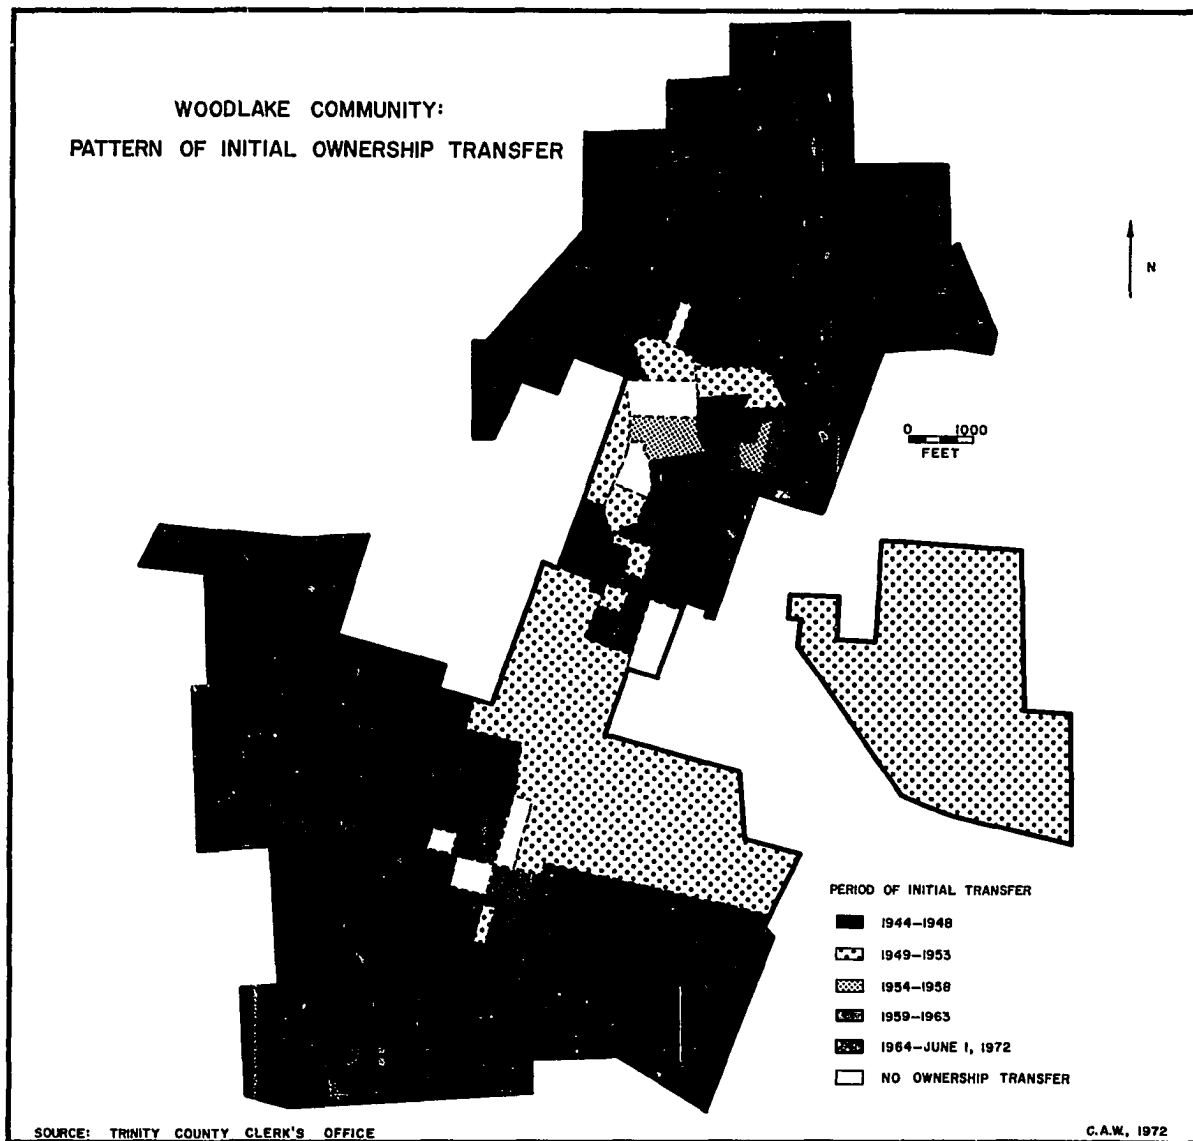 WOODLAKE COMMUNITY:
PATTERN OF INITIAL OWNERSHIP TRANSFER
N
0 1000
FEET
PERIOD OF INITIAL TRANSFER
1944–1948
1949–1953
1954–1958
1959–1963
1964–JUNE 1, 1972
NO OWNERSHIP TRANSFER
SOURCE: TRINITY COUNTY CLERK'S OFFICE
C.A.W., 1972